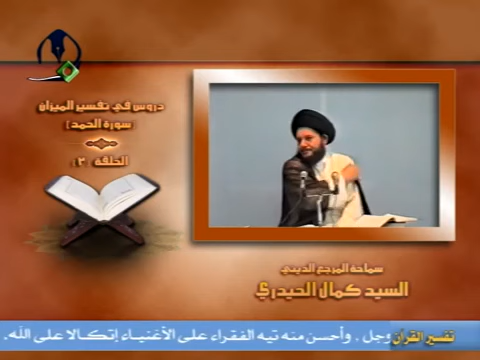 دروس في تفسير الميزان
(سورة الحمد)
الحلقة (٣٠)
سماحة المرجع الديني
السيد كمال الحيدري
تفسير القرآن
وجل ، وأحسن منه تيه الفقراء على الأغنياء إتكالا على الله.